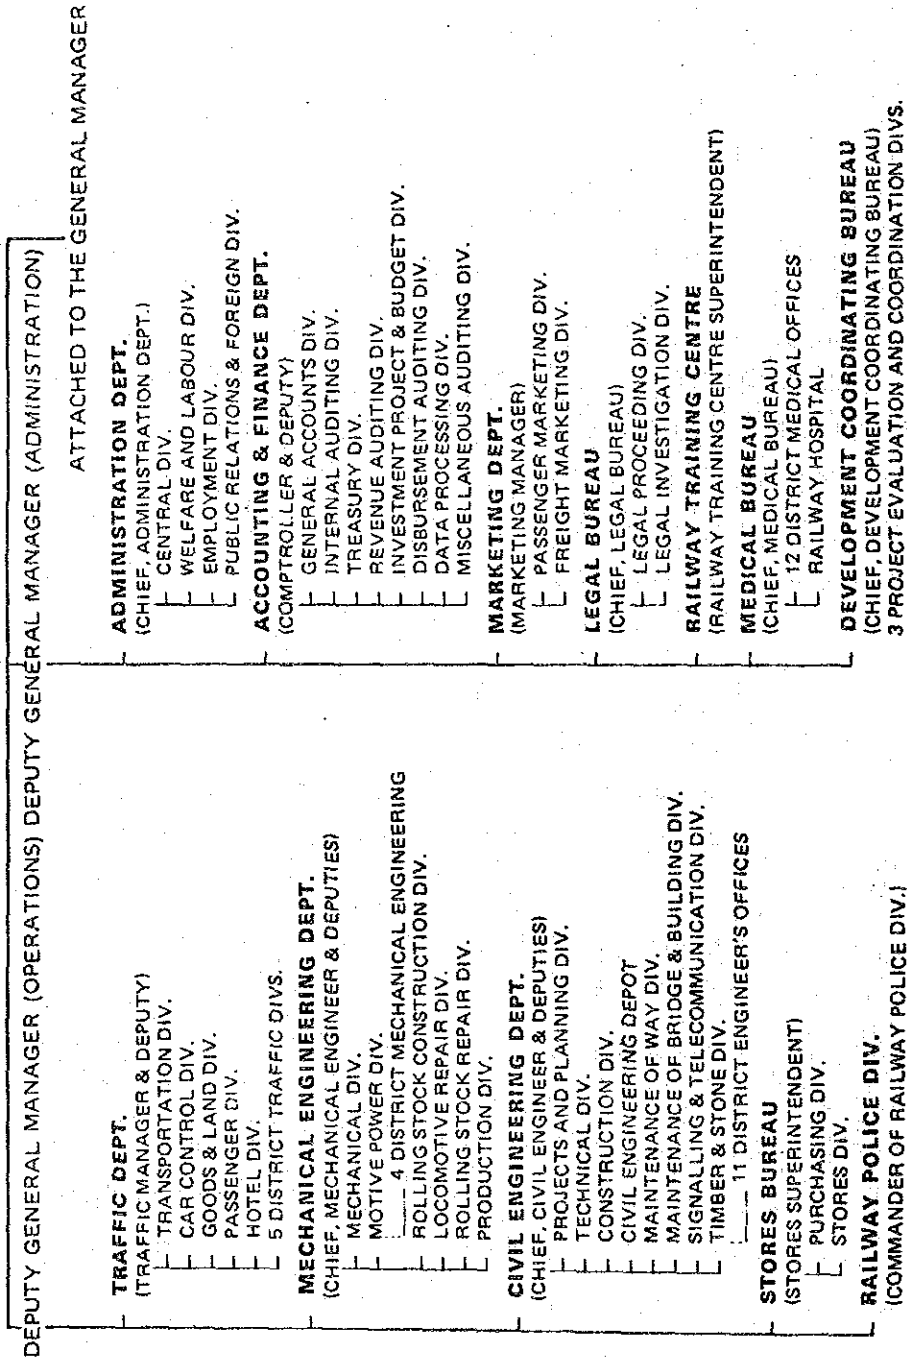 DEPUTY GENERAL MANAGER (OPERATIONS) DEPUTY GENERAL MANAGER (ADMINISTRATION)
ATTACHED TO THE GENERAL MANAGER
TRAFFIC DEPT.
(TRAFFIC MANAGER & DEPUTY)
TRANSPORTATION DIV.
CAR CONTROL DIV.
GOODS & LAND DIV.
PASSENGER DIV.
HOTEL DIV.
5 DISTRICT TRAFFIC DIVS.
MECHANICAL ENGINEERING DEPT.
(CHIEF, MECHANICAL ENGINEER & DEPUTIES)
MECHANICAL DIV.
MOTIVE POWER DIV.
4 DISTRICT MECHANICAL ENGINEERING
ROLLING STOCK CONSTRUCTION DIV.
LOCOMOTIVE REPAIR DIV.
ROLLING STOCK REPAIR DIV.
PRODUCTION DIV.
CIVIL ENGINEERING DEPT.
(CHIEF, CIVIL ENGINEER & DEPUTIES)
PROJECTS AND PLANNING DIV.
TECHNICAL DIV.
CONSTRUCTION DIV.
CIVIL ENGINEERING DEPOT
MAINTENANCE OF WAY DIV.
MAINTENANCE OF BRIDGE & BUILDING DIV.
SIGNALLING & TELECOMMUNICATION DIV.
TIMBER & STONE DIV.
11 DISTRICT ENGINEER'S OFFICES
STORES BUREAU
(STORES SUPERINTENDENT)
PURCHASING DIV.
STORES DIV.
RAILWAY POLICE DIV.
(COMMANDER OF RAILWAY POLICE DIV.)
ADMINISTRATION DEPT.
(CHIEF, ADMINISTRATION DEPT.)
CENTRAL DIV.
WELFARE AND LABOUR DIV.
EMPLOYMENT DIV.
PUBLIC RELATIONS & FOREIGN DIV.
ACCOUNTING & FINANCE DEPT.
(COMPTROLLER & DEPUTY)
GENERAL ACCOUNTS DIV.
INTERNAL AUDITING DIV.
TREASURY DIV.
REVENUE AUDITING DIV.
INVESTMENT PROJECT & BUDGET DIV.
DISBURSEMENT AUDITING DIV.
DATA PROCESSING DIV.
MISCELLANEOUS AUDITING DIV.
MARKETING DEPT.
(MARKETING MANAGER)
PASSENGER MARKETING DIV.
FREIGHT MARKETING DIV.
LEGAL BUREAU
(CHIEF, LEGAL BUREAU)
LEGAL PROCEEDING DIV.
LEGAL INVESTIGATION DIV.
RAILWAY TRAINING CENTRE
(RAILWAY TRAINING CENTRE SUPERINTENDENT)
MEDICAL BUREAU
(CHIEF, MEDICAL BUREAU)
12 DISTRICT MEDICAL OFFICES
RAILWAY HOSPITAL
DEVELOPMENT COORDINATING BUREAU
(CHIEF, DEVELOPMENT COORDINATING BUREAU)
3 PROJECT EVALUATION AND COORDINATION DIVS.